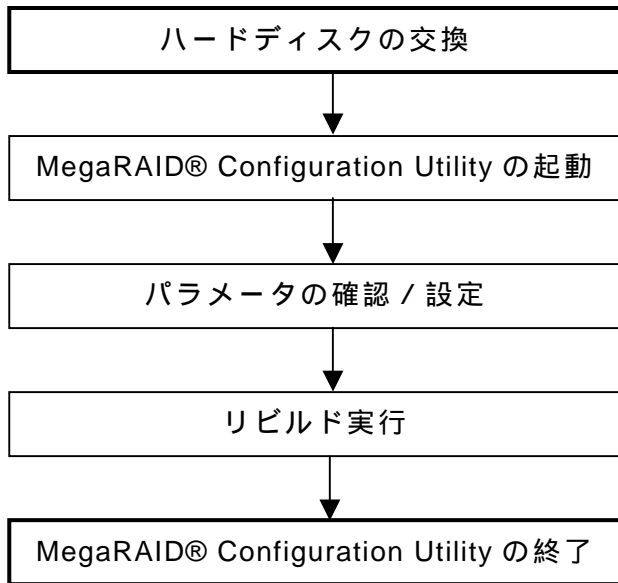 ハードディスクの交換
MegaRAID® Configuration Utility の起動
パラメータの確認 / 設定
リビルド実行
MegaRAID® Configuration Utility の終了